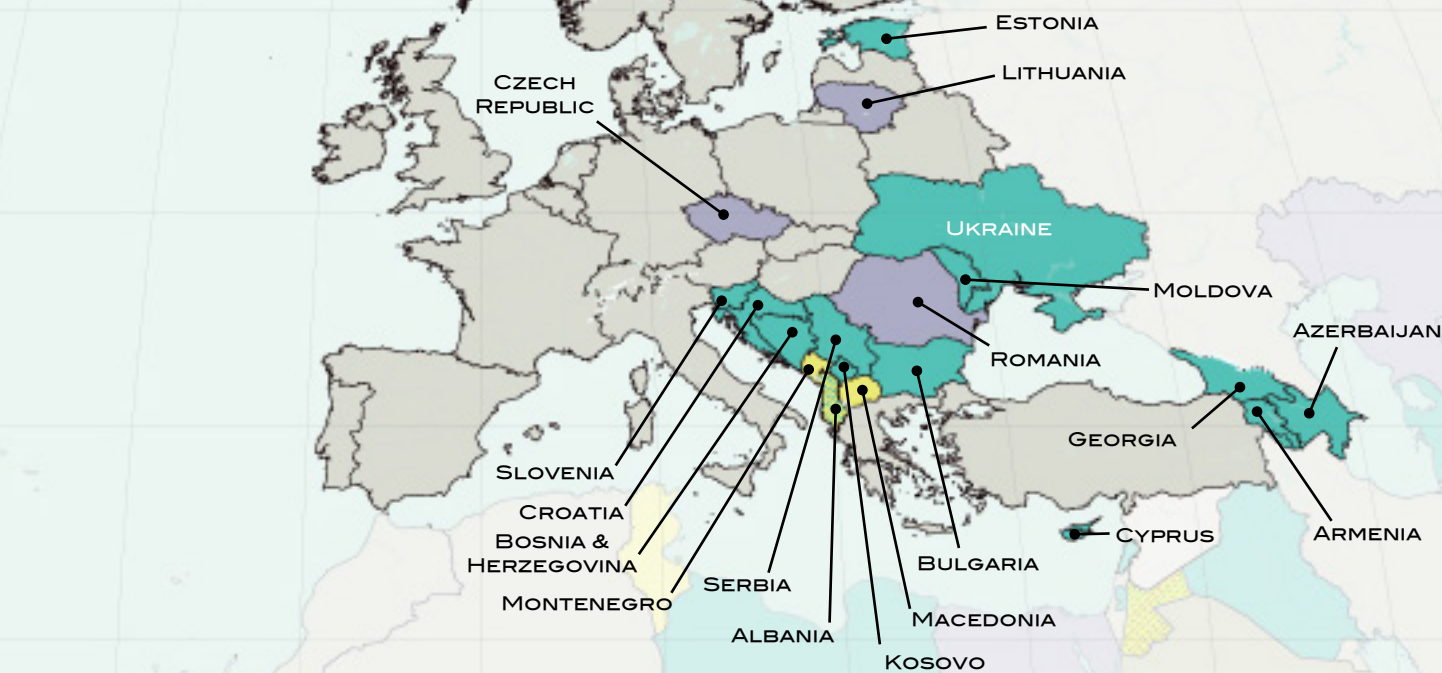 Estonia
Lithuania
Czech
Republic
Ukraine
Moldova
Azerbaijan
Romania
Georgia
Slovenia
Croatia
Armenia
Cyprus
Bosnia &
Herzegovina
Bulgaria
Serbia
Montenegro
Macedonia
Albania
Kosovo